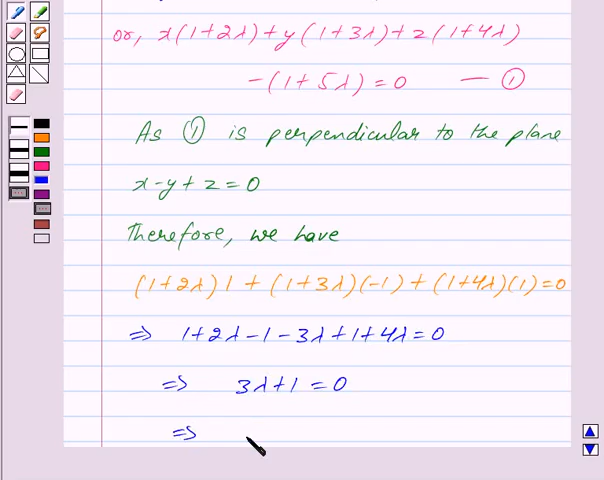 or, x(1+2λ)+y(1+3λ)+z(1+4λ)
-(1+5λ)=0 — ①
As ① is perpendicular to the plane
x-y+z=0
Therefore, we have
(1+2λ)1+(1+3λ)(-1)+(1+4λ)(1)=0
⇒ 1+2λ-1-3λ+1+4λ=0
⇒ 3λ+1=0
⇒